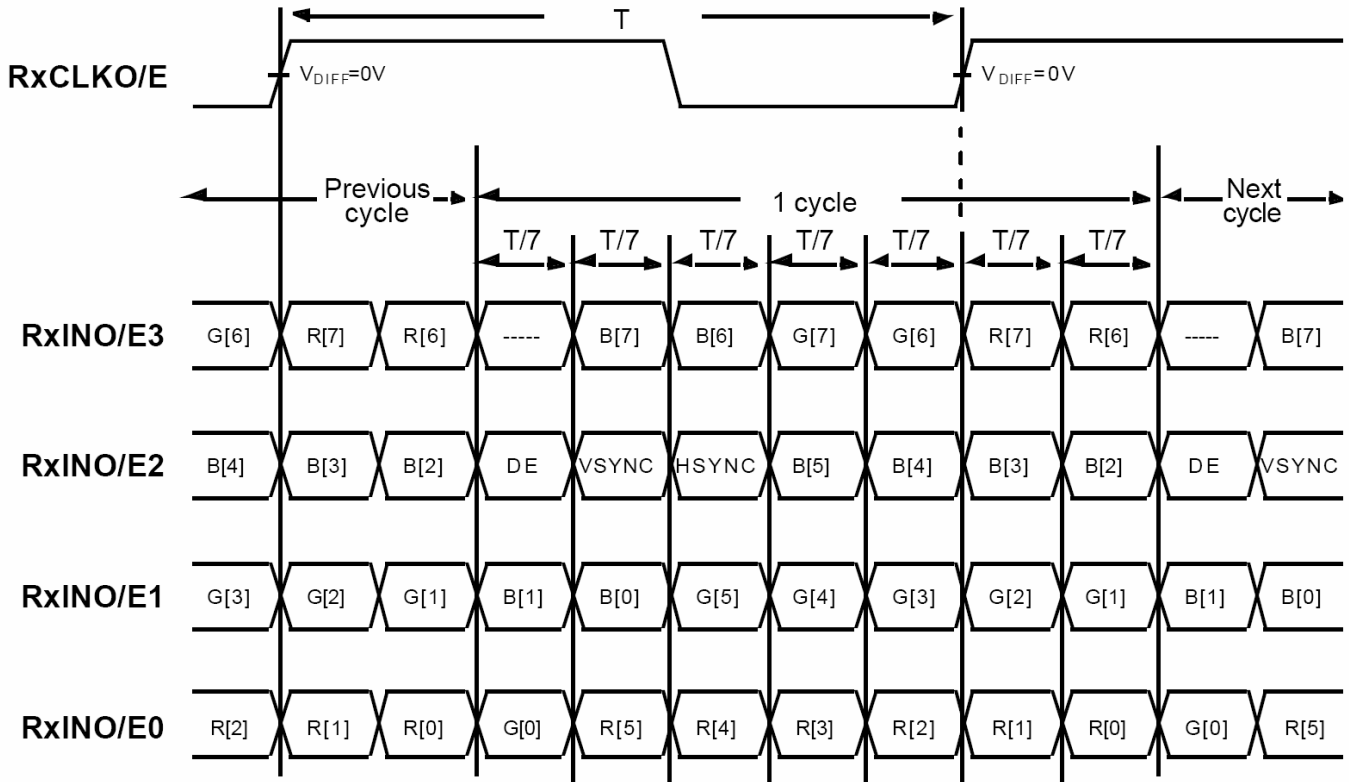 T
RxCLKO/E
VDIFF=0V VDIFF=0V
Previous cycle 1 cycle Next cycle
T/7 T/7 T/7 T/7 T/7 T/7 T/7
RxINO/E3 G[6] R[7] R[6] ----- B[7] B[6] G[7] G[6] R[7] R[6] ----- B[7]
RxINO/E2 B[4] B[3] B[2] DE VSYNC HSYNC B[5] B[4] B[3] B[2] DE VSYNC
RxINO/E1 G[3] G[2] G[1] B[1] B[0] G[5] G[4] G[3] G[2] G[1] B[1] B[0]
RxINO/E0 R[2] R[1] R[0] G[0] R[5] R[4] R[3] R[2] R[1] R[0] G[0] R[5]